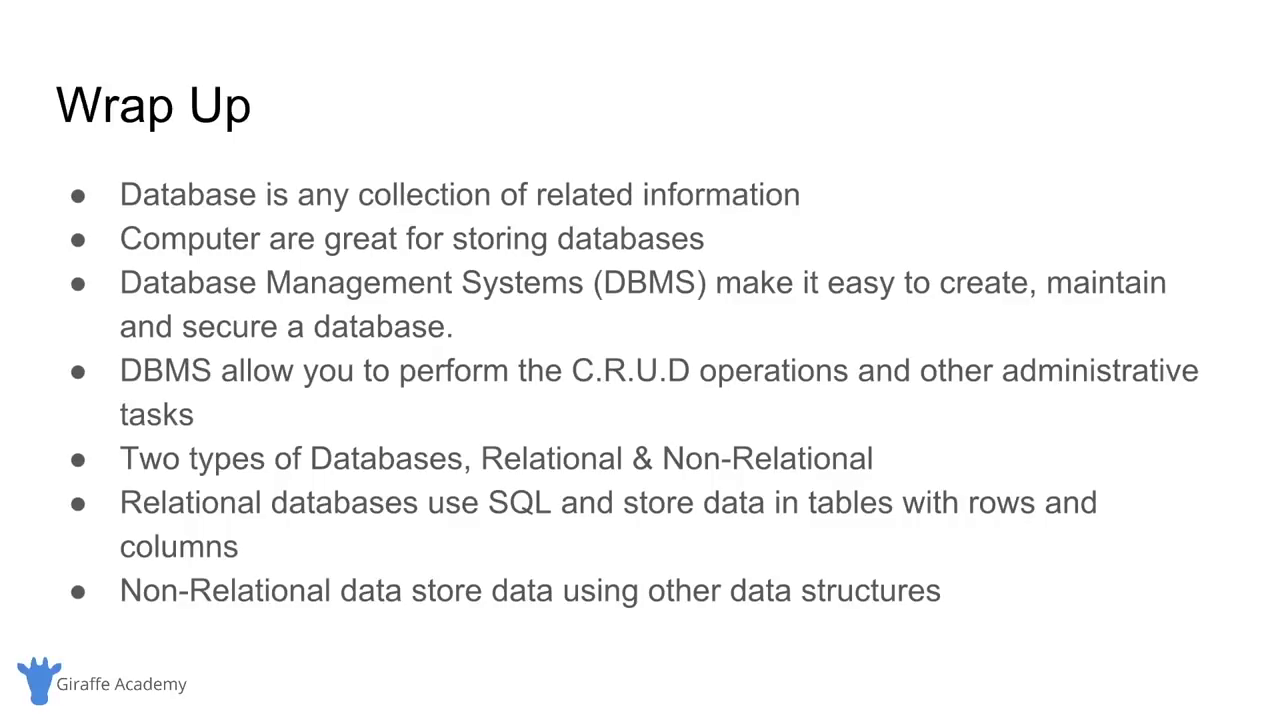 Wrap Up
● Database is any collection of related information
● Computer are great for storing databases
● Database Management Systems (DBMS) make it easy to create, maintain
and secure a database.
● DBMS allow you to perform the C.R.U.D operations and other administrative
tasks
● Two types of Databases, Relational & Non-Relational
● Relational databases use SQL and store data in tables with rows and
columns
● Non-Relational data store data using other data structures
Giraffe Academy